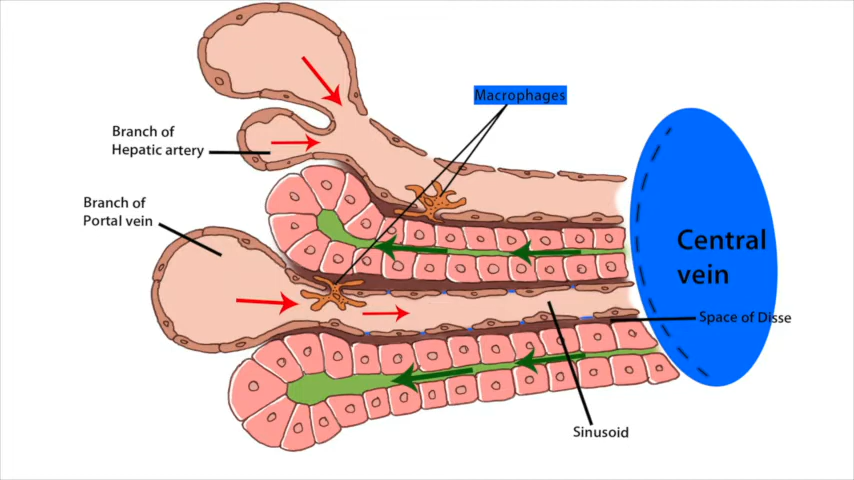 Macrophages
Branch of
Hepatic artery
Branch of
Portal vein
Central
vein
Space of Disse
Sinusoid